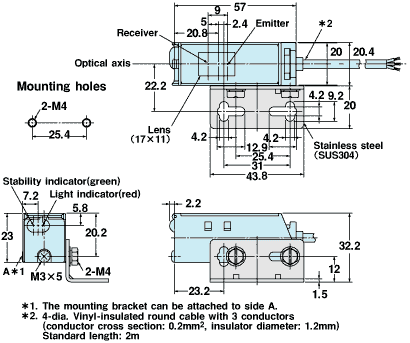 57
9
5
2.4
Emitter
Receiver
20.8
*2
Optical axis
20
20.4
22.2
Mounting holes
2-M4
4.2
9.2
20
25.4
Lens
(17×11)
4.2
4.2
12.9
25.4
31
43.8
Stainless steel
(SUS304)
Stability indicator(green)
Light indicator(red)
7.2
5.8
2.2
23
20.2
32.2
A*1
M3×5
2-M4
23.2
12
1.5
*1. The mounting bracket can be attached to side A.
*2. 4-dia. Vinyl-insulated round cable with 3 conductors
(conductor cross section: 0.2mm², insulator diameter: 1.2mm)
Standard length: 2m